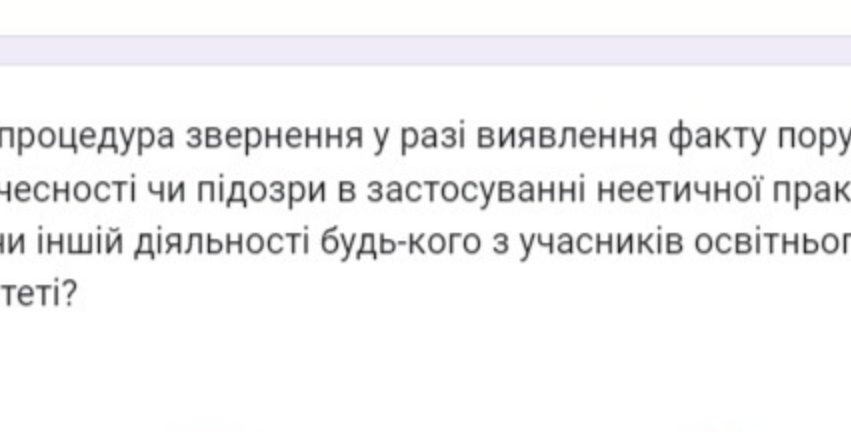 процедура звернення у разі виявлення факту пору
чесності чи підозри в застосуванні неетичної прак
чи іншій діяльності будь-кого з учасників освітньог
теті?